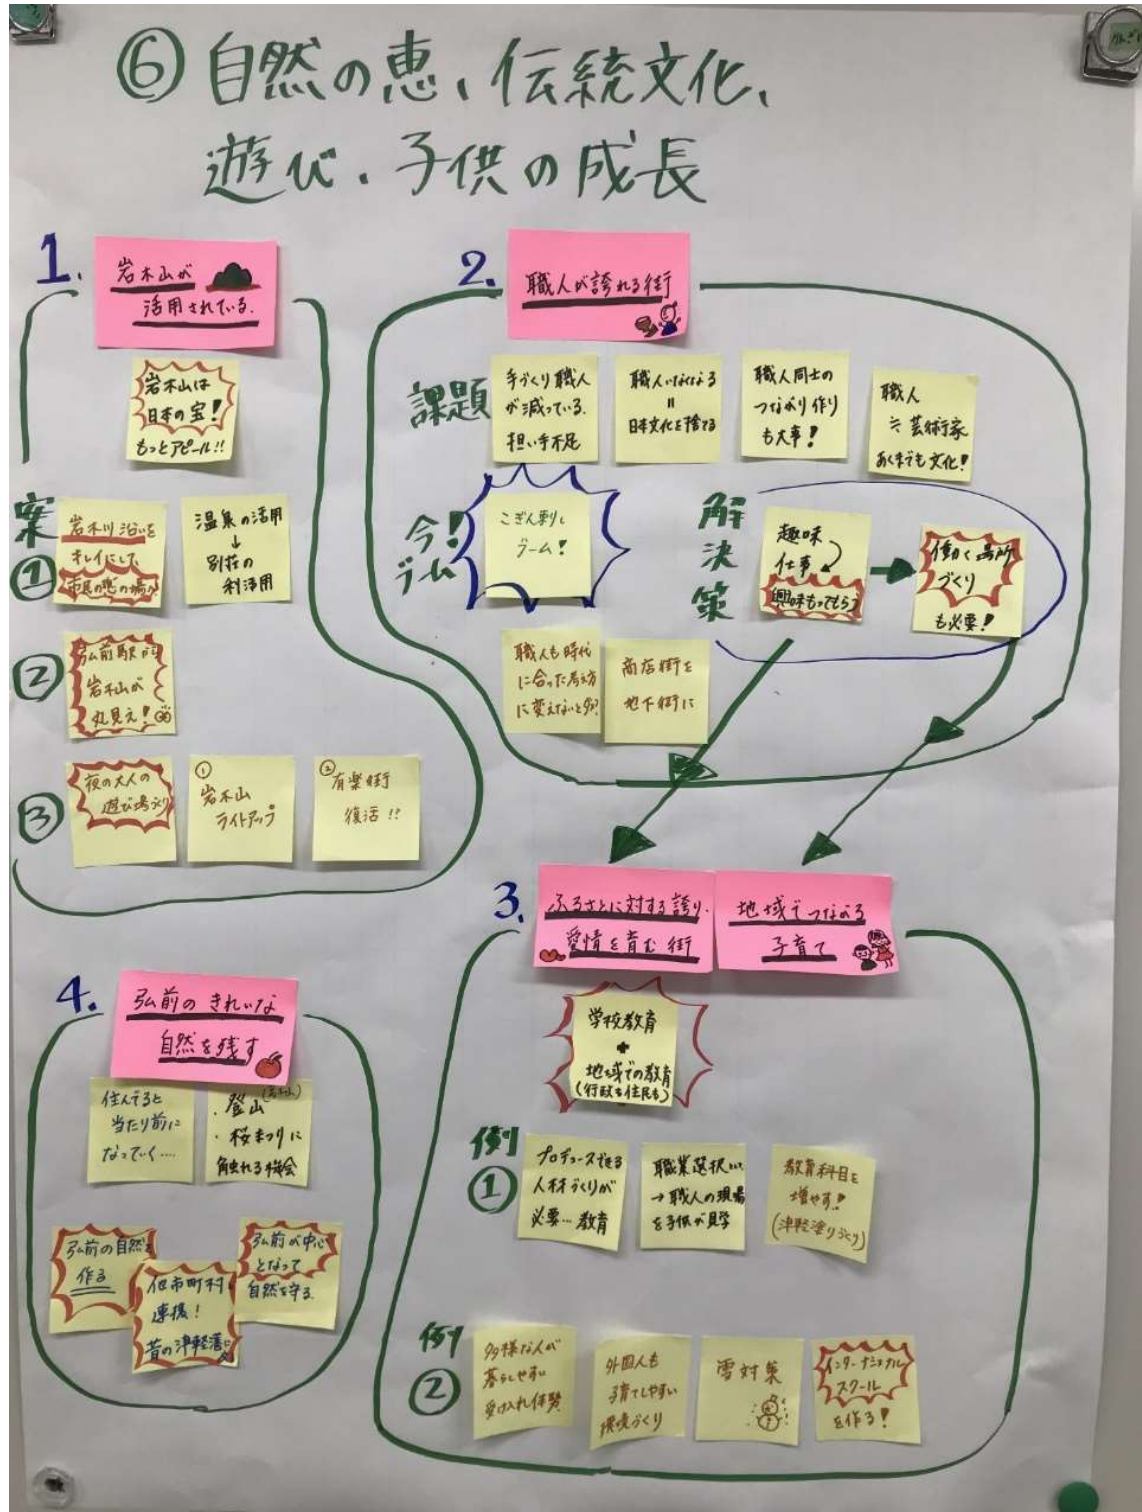 ⑥自然の恵、伝統文化、
遊び、子供の成長
1.
岩木山が
活用されている.
岩木山は
日本の宝!
もっとアピール!!
案
①
岩木川沿いを
キレイにして
市民の憩の場へ
温泉の活用
↓
別荘の
利活用
②
弘前駅前
岩木山が
丸見え!
③
夜の大人の
遊び場づくり
①
岩木山
ライトアップ
②
有楽街
復活!!
2.
職人が誇れる街
課題
手づくり職人
が減っている.
担い手不足
職人いなくなる
=
日本文化を捨てる
職人同士の
つながり作り
も大事!
職人
≒芸術家
あくまでも文化!
今!
ブーム
こぎん刺し
ブーム!
解決策
趣味
仕事
興味もってもらう
働く場所
づくり
も必要!
職人も時代
に合った考え方
に変えないとダメ?
商店街を
地下街に
3.
ふるさとに対する誇り.
愛情を育む街
地域でつながる
子育て
学校教育
+
地域での教育
(行政も住民も)
例
①
プロデュースできる
人材づくりが
必要…教育
職業選択
→職人の現場
を子供が見学
教育科目を
増やす!
(津軽塗りづくり)
例
②
多様な人が
暮らしやすい
受け入れ体勢
外国人も
子育てしやすい
環境づくり
雪対策
インターナショナル
スクール
を作る!
4.
弘前の きれいな
自然を残す
住んでると
当たり前に
なっていく….
・登山
・桜まつりに
触れる機会
弘前の自然を
作る
他市町村
連携!
昔の津軽藩
弘前が中心
となって
自然を守る.